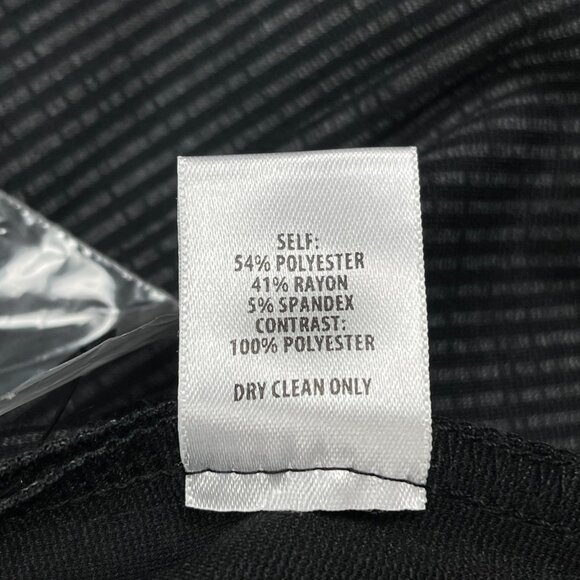 SELF:
54% POLYESTER
41% RAYON
5% SPANDEX
CONTRAST:
100% POLYESTER
DRY CLEAN ONLY